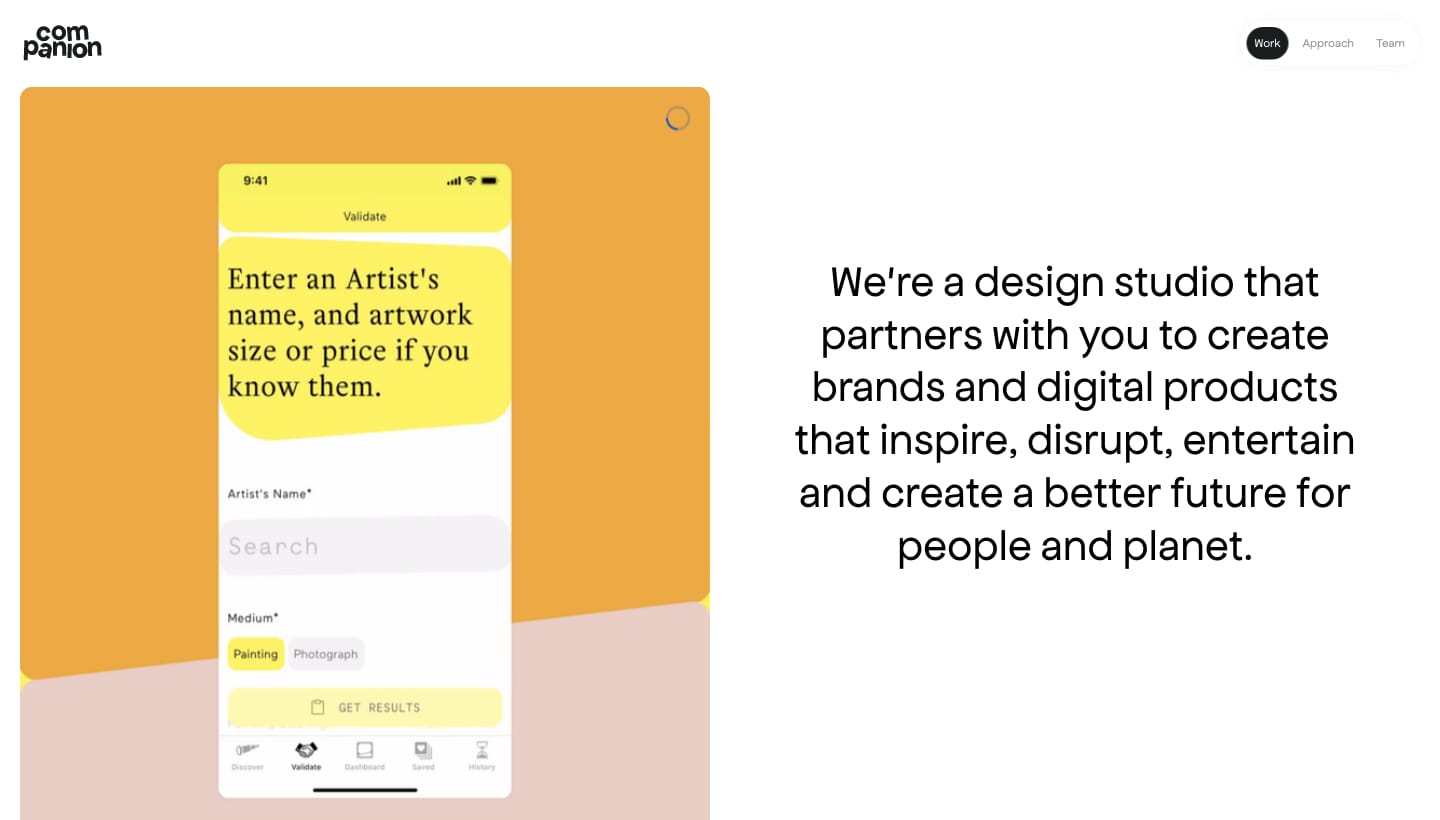 com
panion
Work Approach Team
9:41
Validate
Enter an Artist's
name, and artwork
size or price if you
know them.
Artist's Name*
Search
Medium*
Painting Photograph
GET RESULTS
Discover Validate Dashboard Saved History
We're a design studio that
partners with you to create
brands and digital products
that inspire, disrupt, entertain
and create a better future for
people and planet.